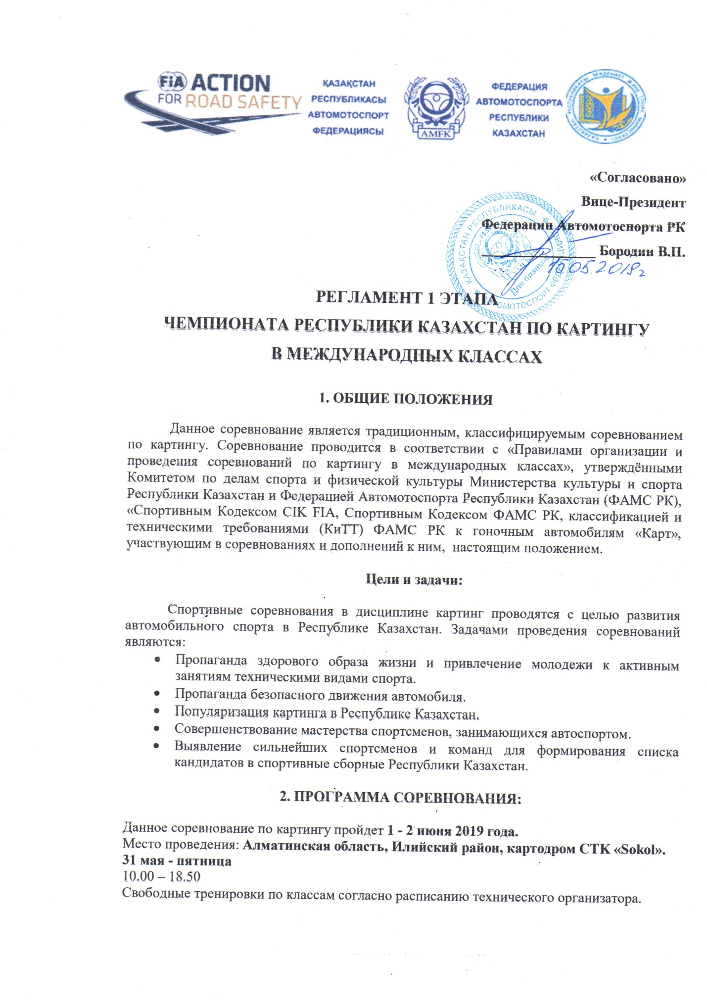 FiA ACTION
FOR ROAD SAFETY
ҚАЗАҚСТАН
РЕСПУБЛИКАСЫ
АВТОМОТОСПОРТ
ФЕДЕРАЦИЯСЫ
AMFK
ФЕДЕРАЦИЯ
АВТОМОТОСПОРТА
РЕСПУБЛИКИ
КАЗАХСТАН
«Согласовано»
Вице-Президент
Федерации Автомотоспорта РК
Бородин В.П.
15 05 2019г
ҚАЗАҚСТАН РЕСПУБЛИКАСЫ
АВТОМОТОСПОРТ
Для бланков
РЕГЛАМЕНТ 1 ЭТАПА
ЧЕМПИОНАТА РЕСПУБЛИКИ КАЗАХСТАН ПО КАРТИНГУ
В МЕЖДУНАРОДНЫХ КЛАССАХ
1. ОБЩИЕ ПОЛОЖЕНИЯ
Данное соревнование является традиционным, классифицируемым соревнованием
по картингу. Соревнование проводится в соответствии с «Правилами организации и
проведения соревнований по картингу в международных классах», утверждёнными
Комитетом по делам спорта и физической культуры Министерства культуры и спорта
Республики Казахстан и Федерацией Автомотоспорта Республики Казахстан (ФАМС РК),
«Спортивным Кодексом CIK FIA, Спортивным Кодексом ФАМС РК, классификацией и
техническими требованиями (КиТТ) ФАМС РК к гоночным автомобилям «Карт»,
участвующим в соревнованиях и дополнений к ним, настоящим положением.
Цели и задачи:
Спортивные соревнования в дисциплине картинг проводятся с целью развития
автомобильного спорта в Республике Казахстан. Задачами проведения соревнований
являются:
• Пропаганда здорового образа жизни и привлечение молодежи к активным
занятиям техническими видами спорта.
• Пропаганда безопасного движения автомобиля.
• Популяризация картинга в Республике Казахстан.
• Совершенствование мастерства спортсменов, занимающихся автоспортом.
• Выявление сильнейших спортсменов и команд для формирования списка
кандидатов в спортивные сборные Республики Казахстан.
2. ПРОГРАММА СОРЕВНОВАНИЯ:
Данное соревнование по картингу пройдет 1 - 2 июня 2019 года.
Место проведения: Алматинская область, Илийский район, картодром СТК «Sokol».
31 мая - пятница
10.00 – 18.50
Свободные тренировки по классам согласно расписанию технического организатора.